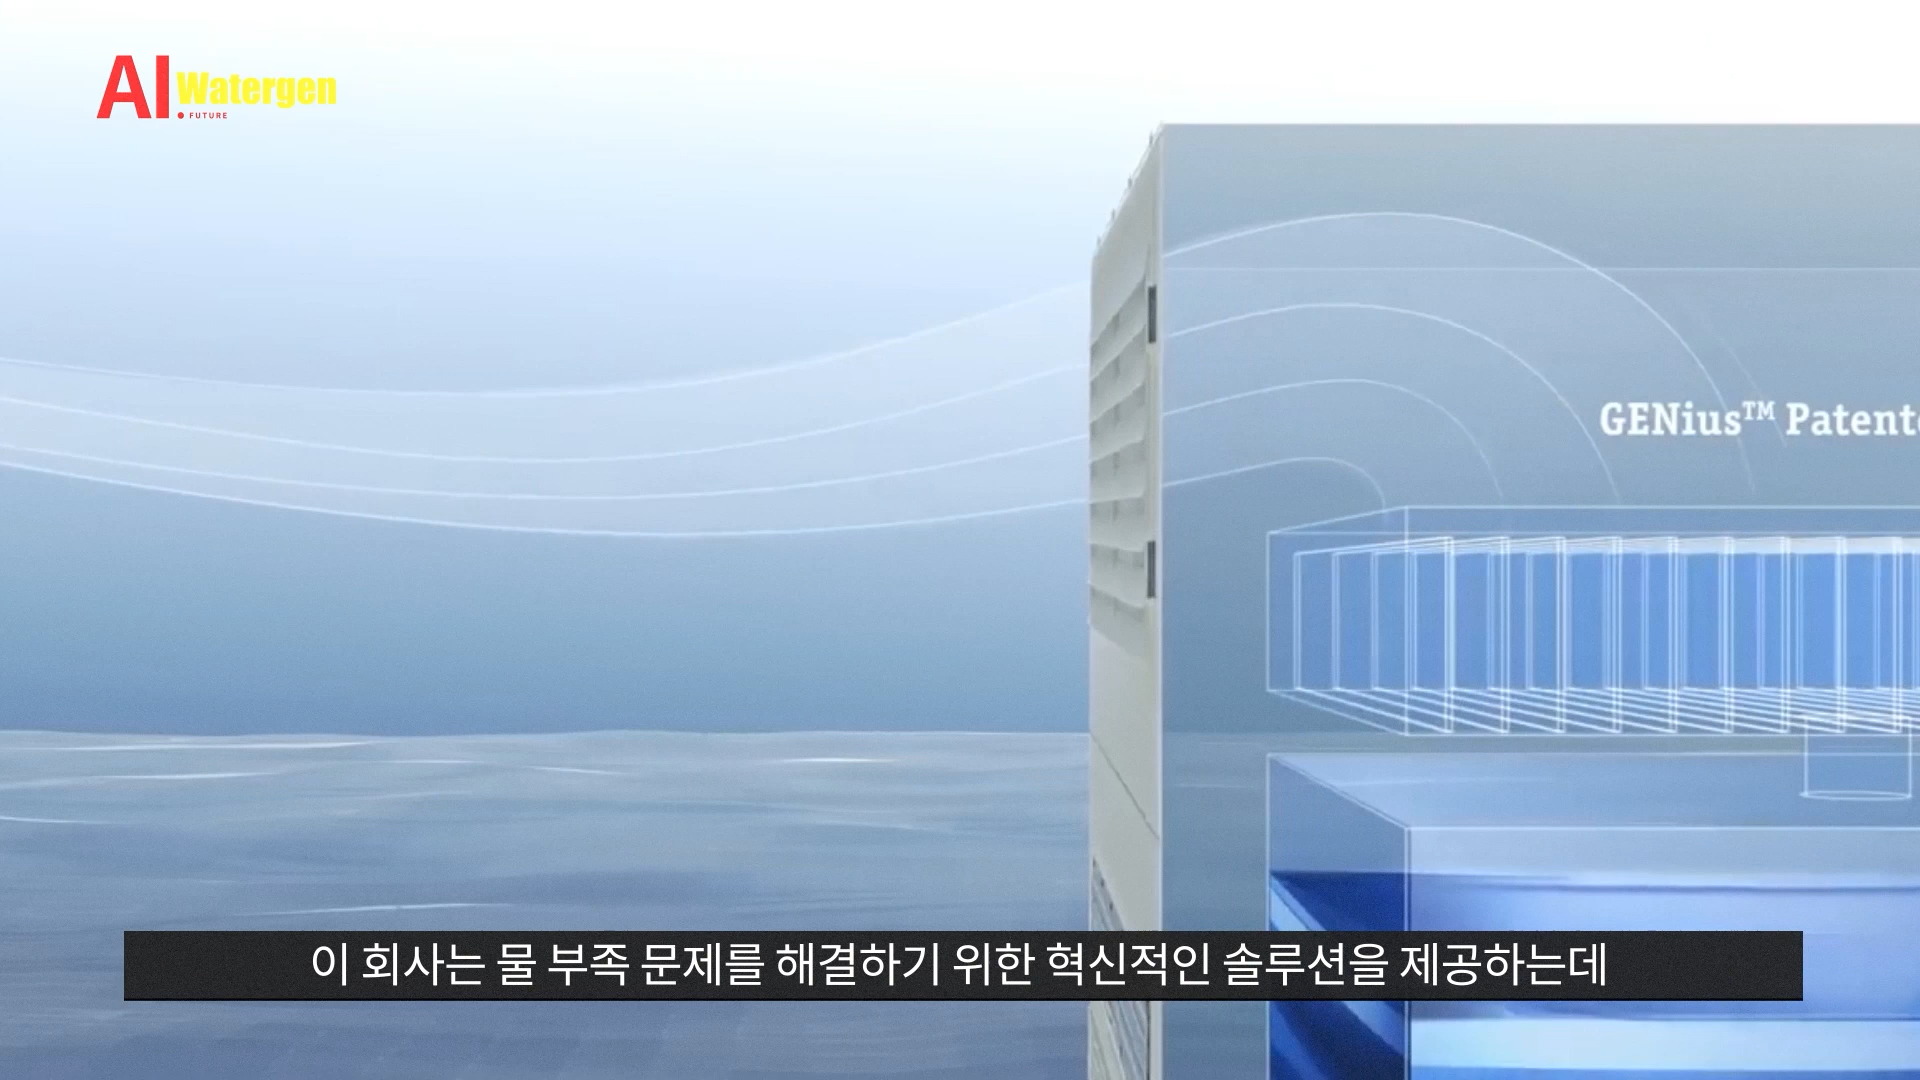 AI Watergen
FUTURE
GENius™ Patente
이 회사는 물 부족 문제를 해결하기 위한 혁신적인 솔루션을 제공하는데